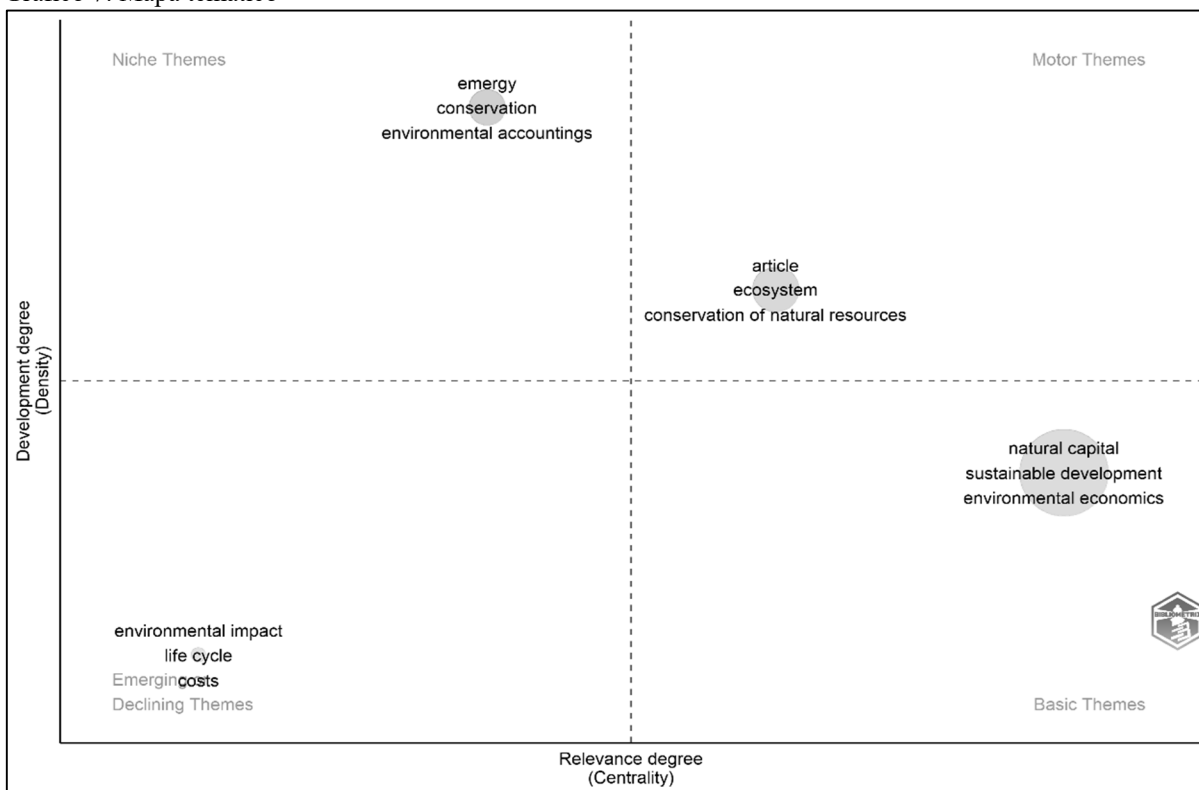 Niche Themes
Motor Themes
emergy
conservation
environmental accountings
article
ecosystem
conservation of natural resources
Development degree
(Density)
natural capital
sustainable development
environmental economics
environmental impact
life cycle
costs
Emerging
Declining Themes
Basic Themes
Relevance degree
(Centrality)